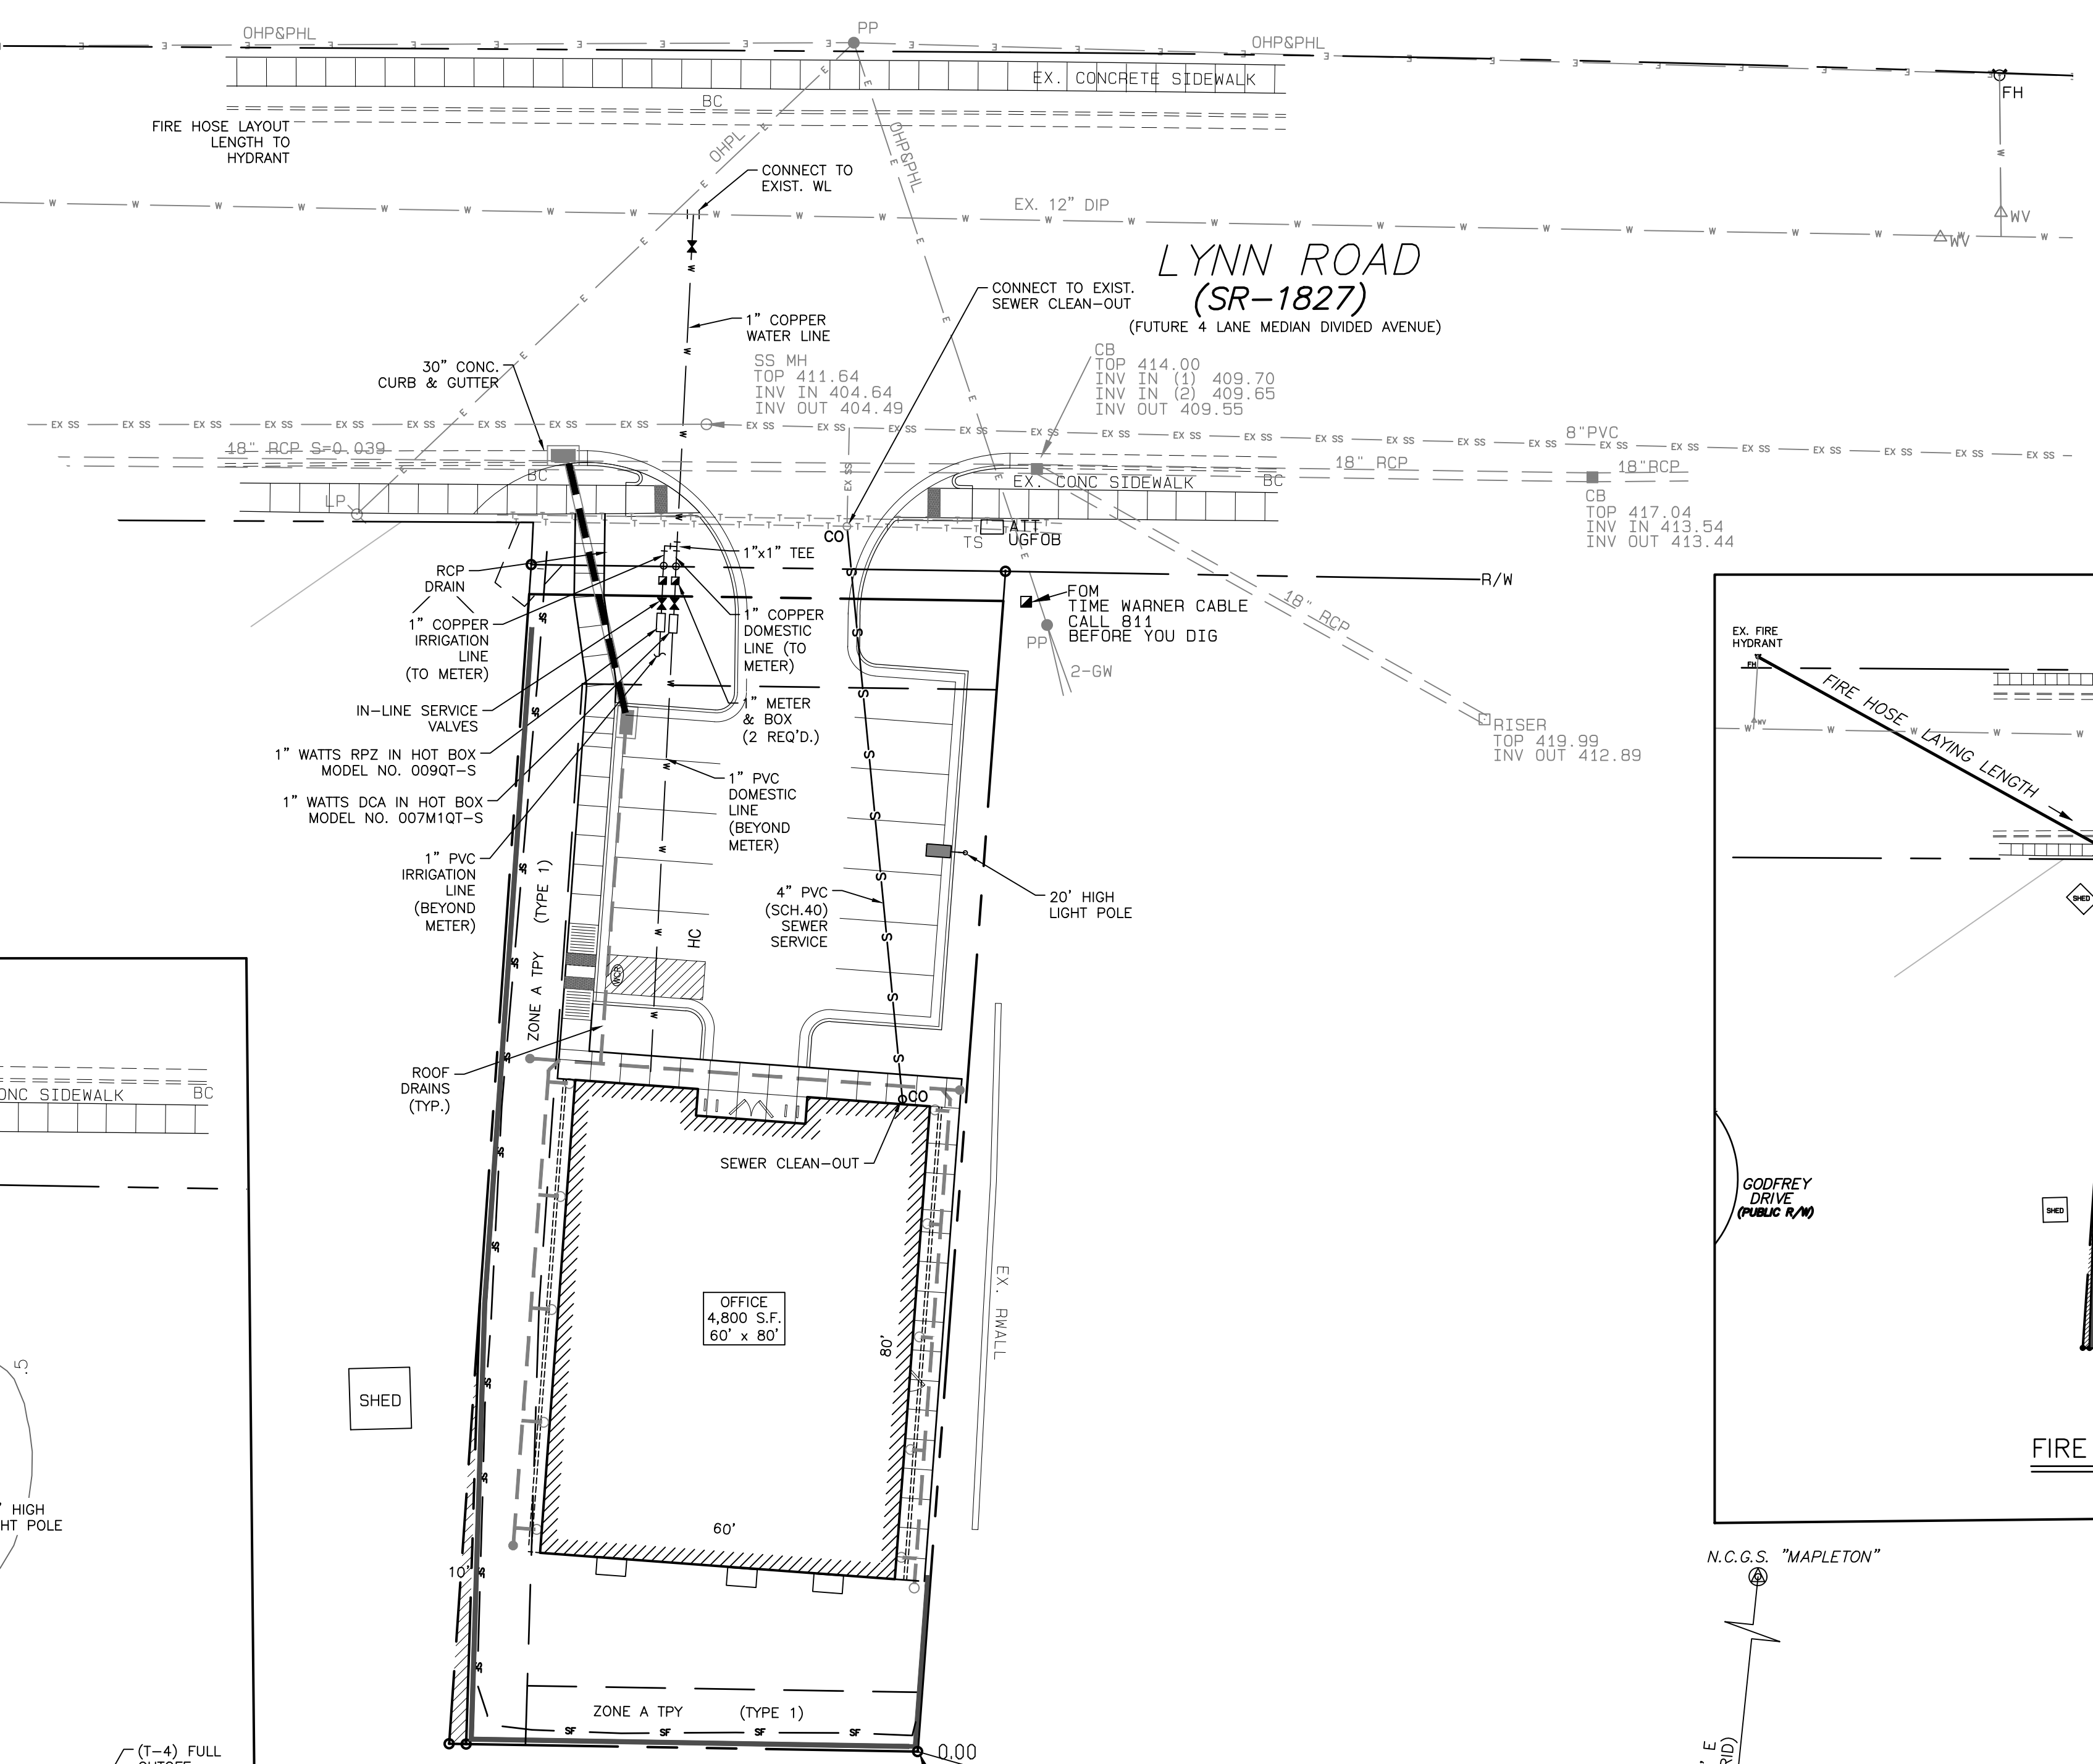 OHP&PHL
PP
OHP&PHL
EX. CONCRETE SIDEWALK
FH
BC
FIRE HOSE LAYOUT
LENGTH TO
HYDRANT
OHPL
OHP&PHL
CONNECT TO
EXIST. WL
EX. 12" DIP
WV
WV
LYNN ROAD
(SR-1827)
(FUTURE 4 LANE MEDIAN DIVIDED AVENUE)
CONNECT TO EXIST.
SEWER CLEAN-OUT
1" COPPER
WATER LINE
30" CONC.
CURB & GUTTER
SS MH
TOP 411.64
INV IN 404.64
INV OUT 404.49
CB
TOP 414.00
INV IN (1) 409.70
INV IN (2) 409.65
INV OUT 409.55
8"PVC
18" RCP S=0.039
18" RCP
18"RCP
BC
EX. CONC SIDEWALK
BC
LP
CB
TOP 417.04
INV IN 413.54
INV OUT 413.44
CO
TS
ATT
UGFOB
1"x1" TEE
RCP
DRAIN
R/W
FOM
TIME WARNER CABLE
CALL 811
BEFORE YOU DIG
18" RCP
PP
2-GW
1" COPPER
IRRIGATION
LINE
(TO METER)
1" COPPER
DOMESTIC
LINE (TO
METER)
IN-LINE SERVICE
VALVES
1" METER
& BOX
(2 REQ'D.)
1" WATTS RPZ IN HOT BOX
MODEL NO. 009QT-S
1" WATTS DCA IN HOT BOX
MODEL NO. 007M1QT-S
1" PVC
DOMESTIC
LINE
(BEYOND
METER)
RISER
TOP 419.99
INV OUT 412.89
1" PVC
IRRIGATION
LINE
(BEYOND
METER)
ZONE A TPY (TYPE 1)
4" PVC
(SCH.40)
SEWER
SERVICE
20' HIGH
LIGHT POLE
HC
WCR
ROOF
DRAINS
(TYP.)
CO
SEWER CLEAN-OUT
OFFICE
4,800 S.F.
60' x 80'
80'
60'
EX. RWALL
SHED
10'
ZONE A TPY (TYPE 1)
0.00
ONC SIDEWALK
BC
.5
' HIGH
HT POLE
(T-4) FULL
EX. FIRE
HYDRANT
FH
WV
FIRE HOSE LAYING LENGTH
SHED
GODFREY
DRIVE
(PUBLIC R/W)
SHED
FIRE
N.C.G.S. "MAPLETON"
' E
RID)